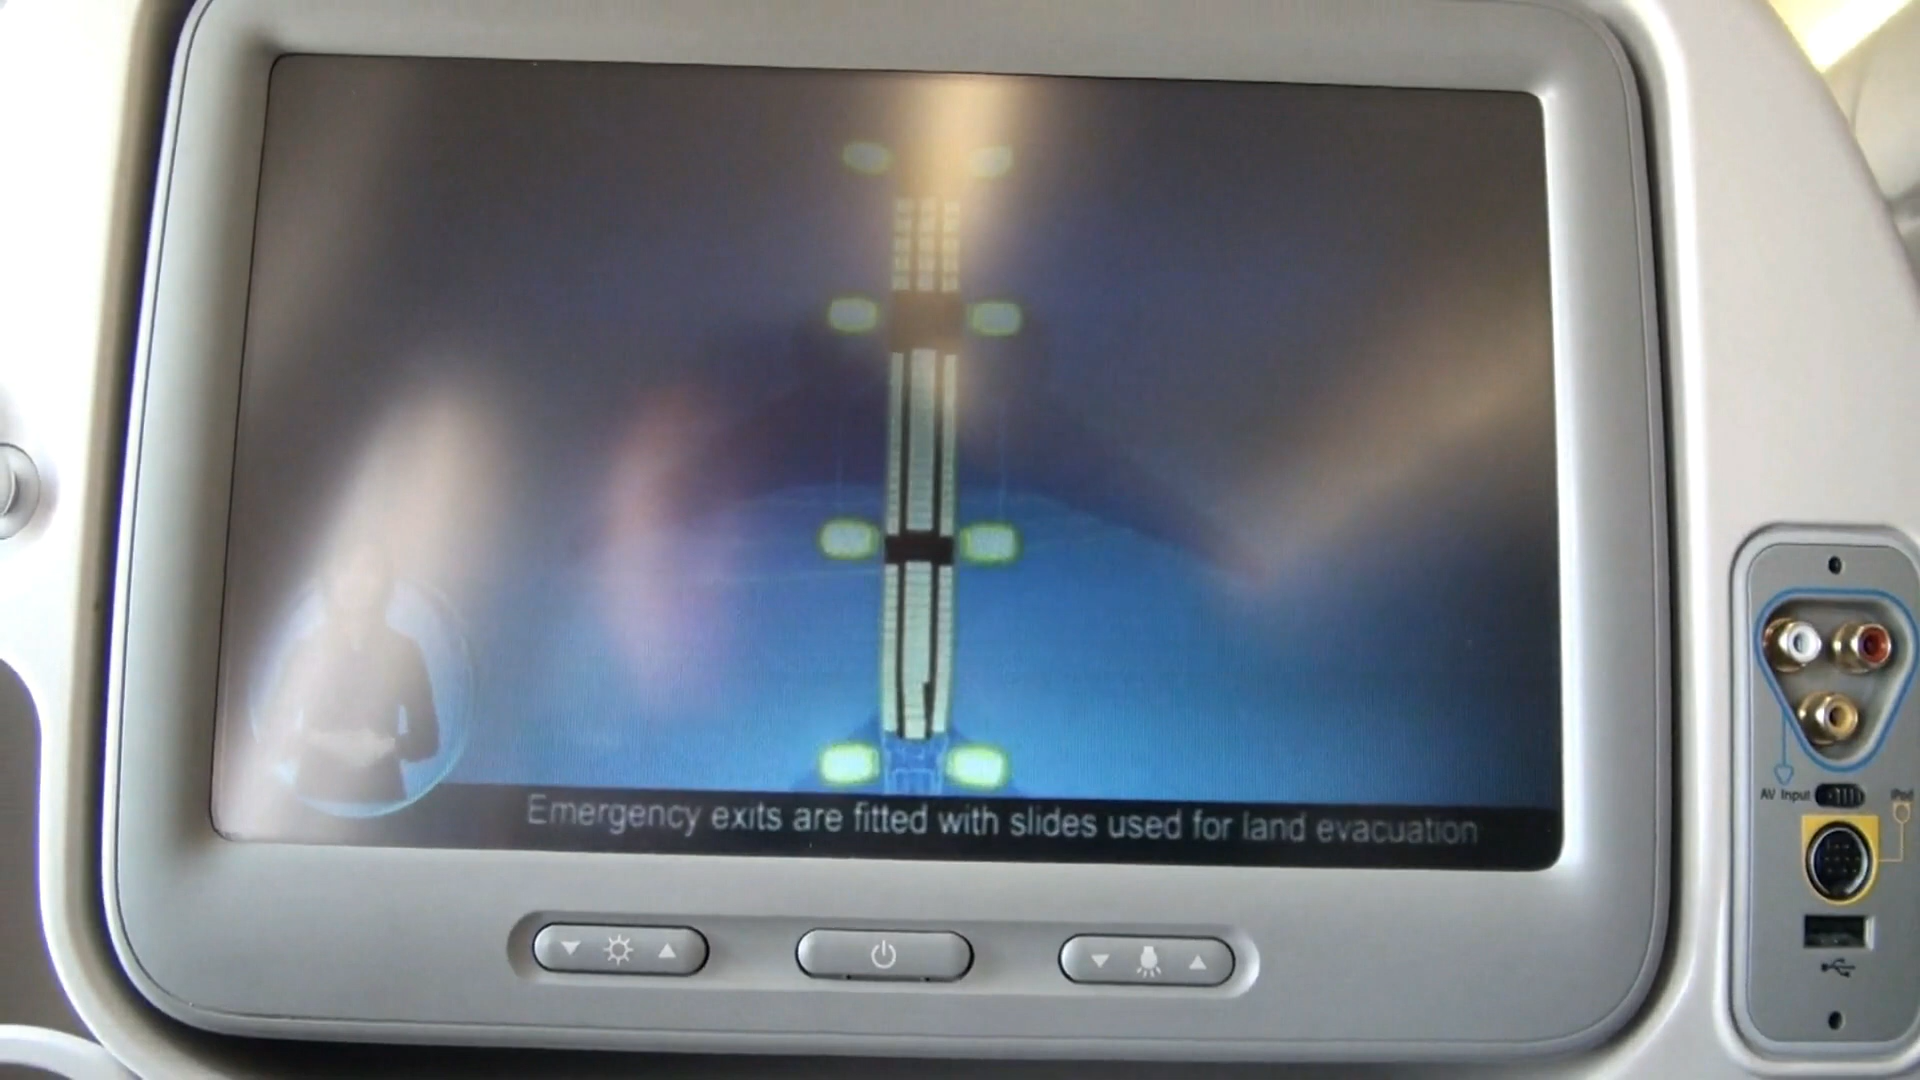 Emergency exits are fitted with slides used for land evacuation
AV Input
iPod